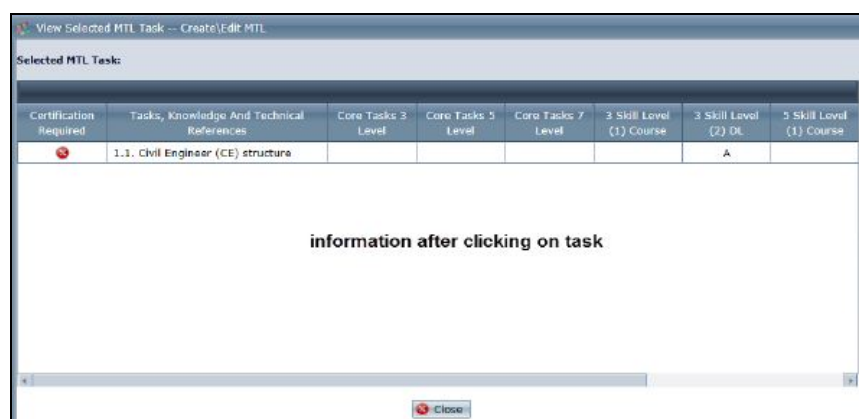 View Selected MTL Task -- Create\Edit MTL
Selected MTL Task:
Certification Required
Tasks, Knowledge And Technical References
Core Tasks 3 Level
Core Tasks 5 Level
Core Tasks 7 Level
3 Skill Level (1) Course
3 Skill Level (2) DL
5 Skill Level (1) Course
1.1. Civil Engineer (CE) structure
A
information after clicking on task
Close